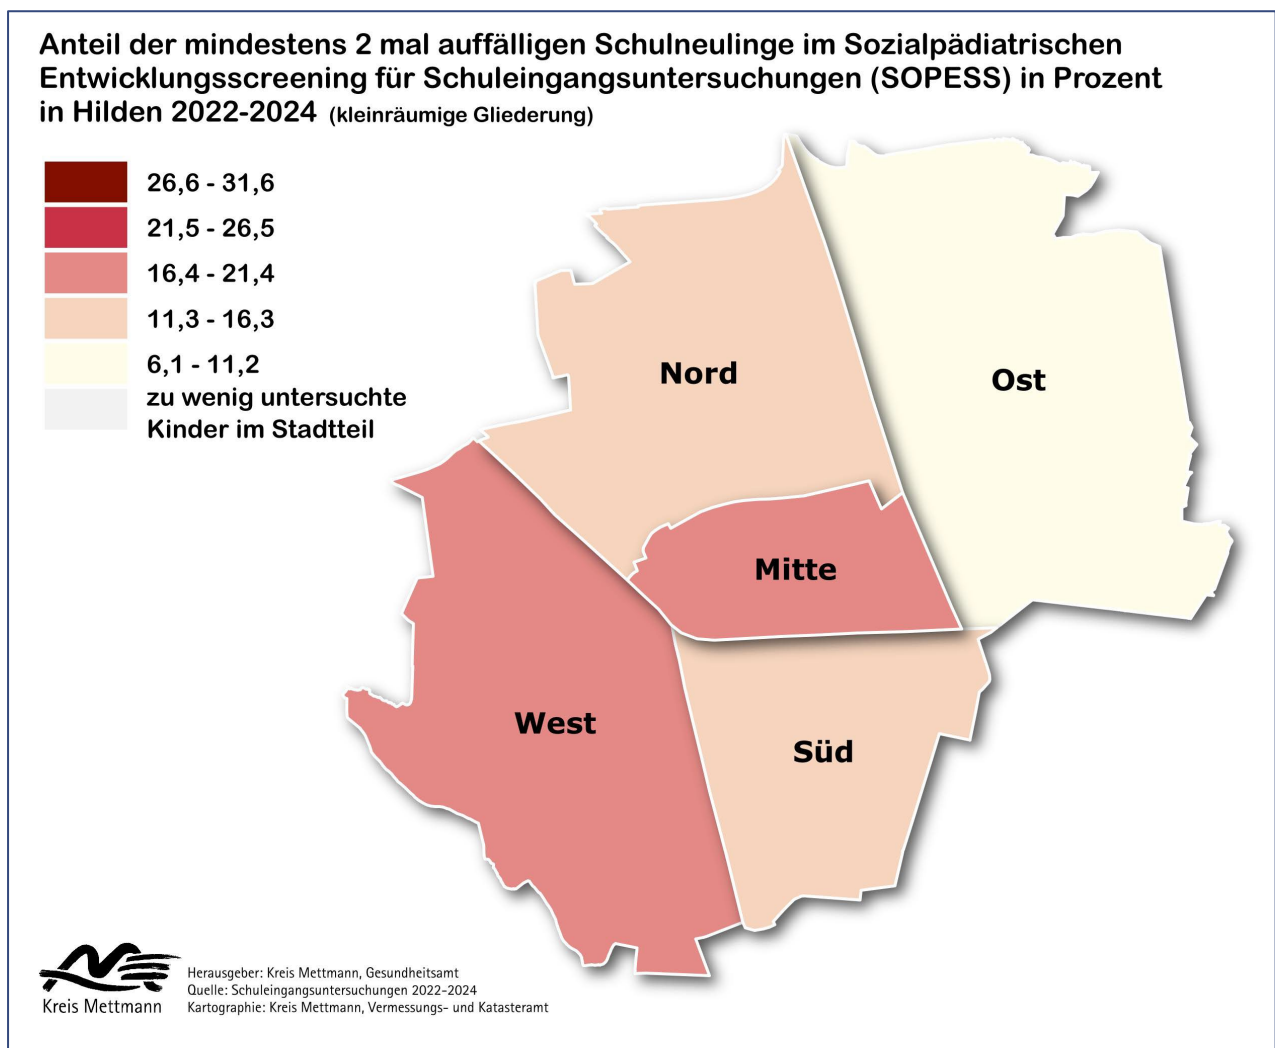 Anteil der mindestens 2 mal auffälligen Schulneulinge im Sozialpädiatrischen
Entwicklungsscreening für Schuleingangsuntersuchungen (SOPESS) in Prozent
in Hilden 2022-2024 (kleinräumige Gliederung)
26,6 - 31,6
21,5 - 26,5
16,4 - 21,4
11,3 - 16,3
6,1 - 11,2
zu wenig untersuchte
Kinder im Stadtteil
Nord
Ost
Mitte
West
Süd
Kreis Mettmann
Herausgeber: Kreis Mettmann, Gesundheitsamt
Quelle: Schuleingangsuntersuchungen 2022-2024
Kartographie: Kreis Mettmann, Vermessungs- und Katasteramt